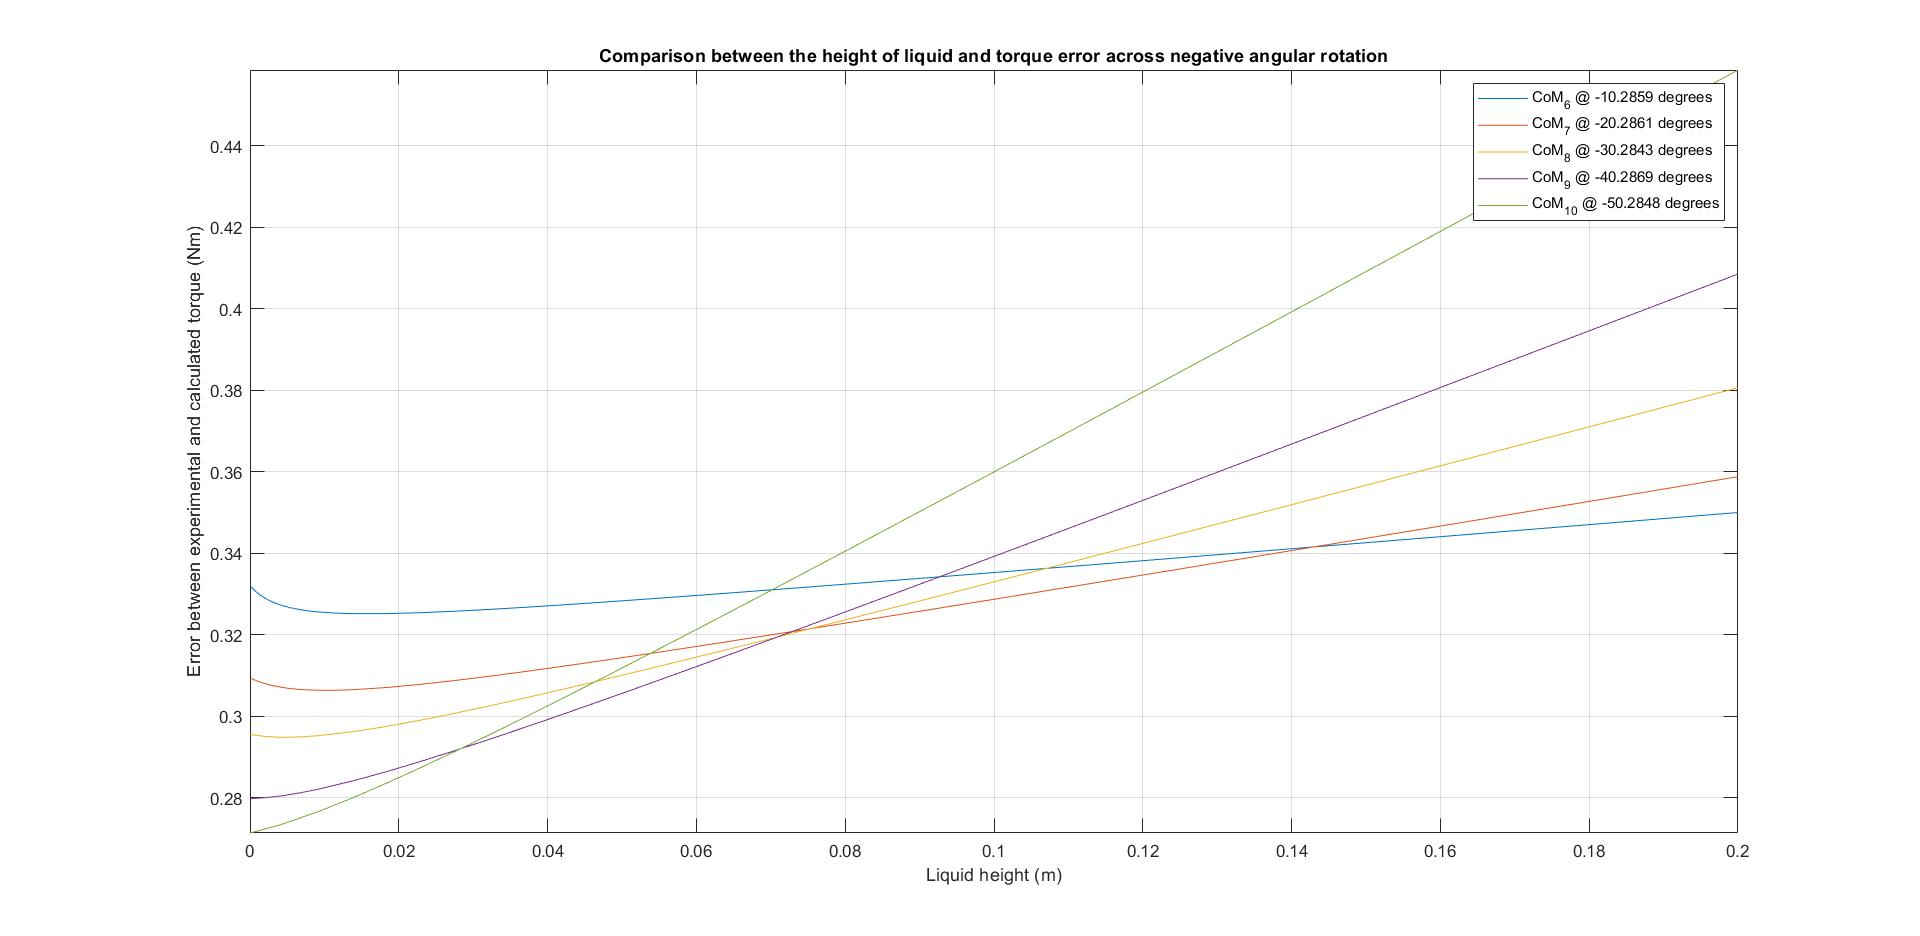 Comparison between the height of liquid and torque error across negative angular rotation
CoM6 @ -10.2859 degrees
CoM7 @ -20.2861 degrees
CoM8 @ -30.2843 degrees
CoM9 @ -40.2869 degrees
CoM10 @ -50.2848 degrees
Error between experimental and calculated torque (Nm)
0.44
0.42
0.4
0.38
0.36
0.34
0.32
0.3
0.28
0 0.02 0.04 0.06 0.08 0.1 0.12 0.14 0.16 0.18 0.2
Liquid height (m)